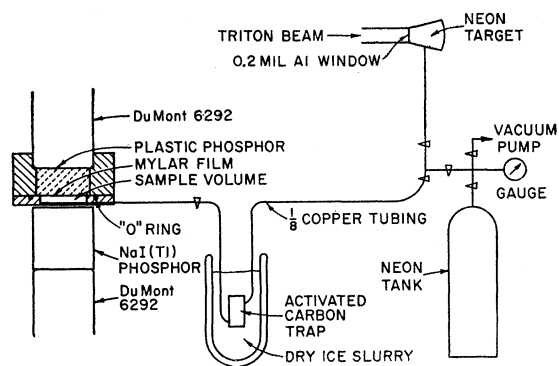 TRITON BEAM
0.2 MIL Al WINDOW
NEON
TARGET
DuMont 6292
PLASTIC PHOSPHOR
MYLAR FILM
SAMPLE VOLUME
"O" RING
NaI(Tl)
PHOSPHOR
DuMont
6292
1/8 COPPER TUBING
ACTIVATED
CARBON
TRAP
DRY ICE SLURRY
VACUUM
PUMP
GAUGE
NEON
TANK